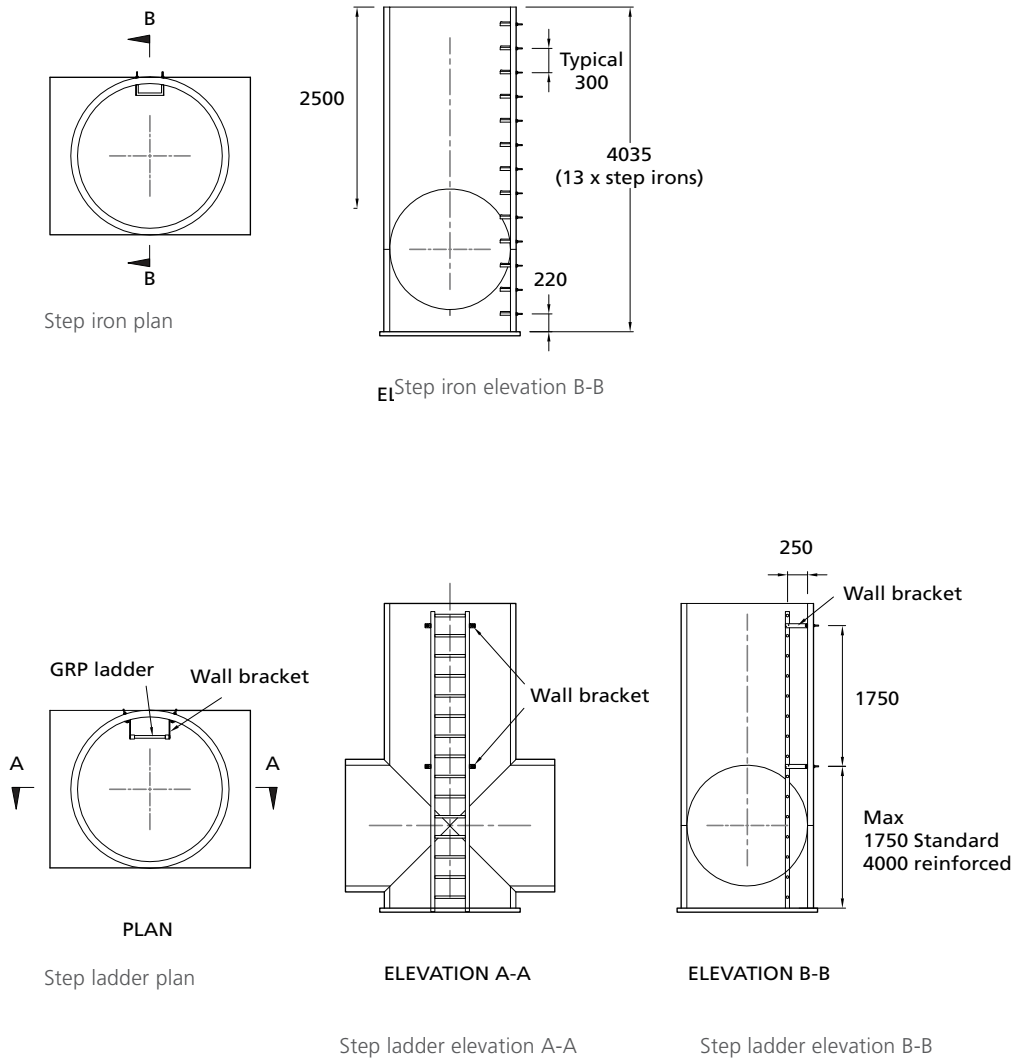 B
B
Step iron plan
2500
Typical
300
4035
(13 x step irons)
220
EL
Step iron elevation B-B
GRP ladder
Wall bracket
A
A
PLAN
Step ladder plan
Wall bracket
ELEVATION A-A
Step ladder elevation A-A
250
Wall bracket
1750
Max
1750 Standard
4000 reinforced
ELEVATION B-B
Step ladder elevation B-B